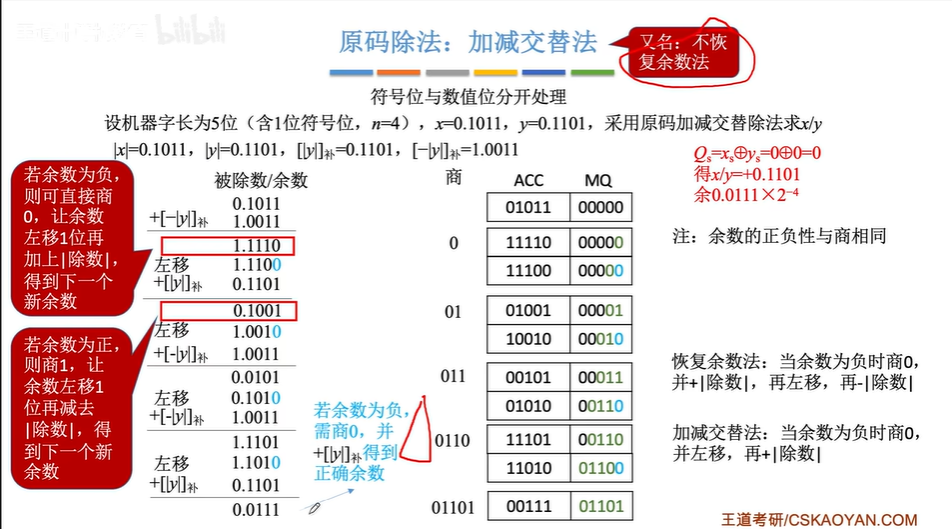 bilibili
原码除法：加减交替法
又名：不恢
复余数法
符号位与数值位分开处理
设机器字长为5位（含1位符号位，n=4），x=0.1011，y=0.1101，采用原码加减交替除法求x/y
|x|=0.1011，|y|=0.1101，[|y|]补=0.1101，[−|y|]补=1.0011
Qs=xs⊕ys=0⊕0=0
得x/y=+0.1101
余0.0111×2−4
若余数为负，
则可直接商
0，让余数
左移1位再
加上|除数|，
得到下一个
新余数
若余数为正，
则商1，让
余数左移1
位再减去
|除数|，得
到下一个新
余数
被除数/余数
商
ACC
MQ
0.1011
01011
00000
+[−|y|]补
1.0011
1.1110
0
11110
00000
左移
1.1100
11100
00000
+[|y|]补
0.1101
0.1001
01
01001
00001
左移
1.0010
10010
00010
+[-|y|]补
1.0011
0.0101
011
00101
00011
左移
0.1010
01010
00110
+[-|y|]补
1.0011
1.1101
0110
11101
00110
左移
1.1010
11010
01100
+[|y|]补
0.1101
0.0111
01101
00111
01101
若余数为负，
需商0，并
+[|y|]补得到
正确余数
注：余数的正负性与商相同
恢复余数法：当余数为负时商0，
并+|除数|，再左移，再-|除数|
加减交替法：当余数为负时商0，
并左移，再+|除数|
王道考研/CSKAOYAN.COM